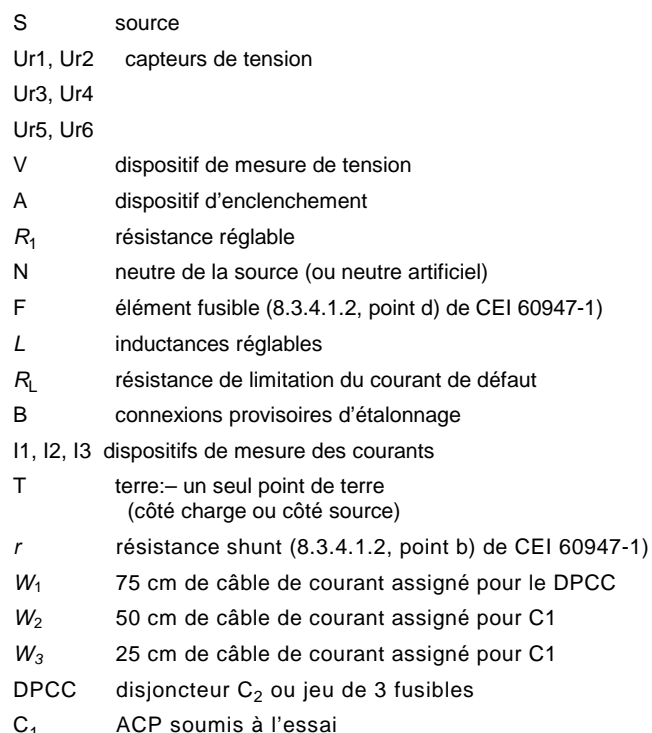 S source
Ur1, Ur2 capteurs de tension
Ur3, Ur4
Ur5, Ur6
V dispositif de mesure de tension
A dispositif d'enclenchement
R1 résistance réglable
N neutre de la source (ou neutre artificiel)
F élément fusible (8.3.4.1.2, point d) de CEI 60947-1)
L inductances réglables
RL résistance de limitation du courant de défaut
B connexions provisoires d'étalonnage
I1, I2, I3 dispositifs de mesure des courants
T terre:– un seul point de terre
(côté charge ou côté source)
r résistance shunt (8.3.4.1.2, point b) de CEI 60947-1)
W1 75 cm de câble de courant assigné pour le DPCC
W2 50 cm de câble de courant assigné pour C1
W3 25 cm de câble de courant assigné pour C1
DPCC disjoncteur C2 ou jeu de 3 fusibles
C1 ACP soumis à l'essai